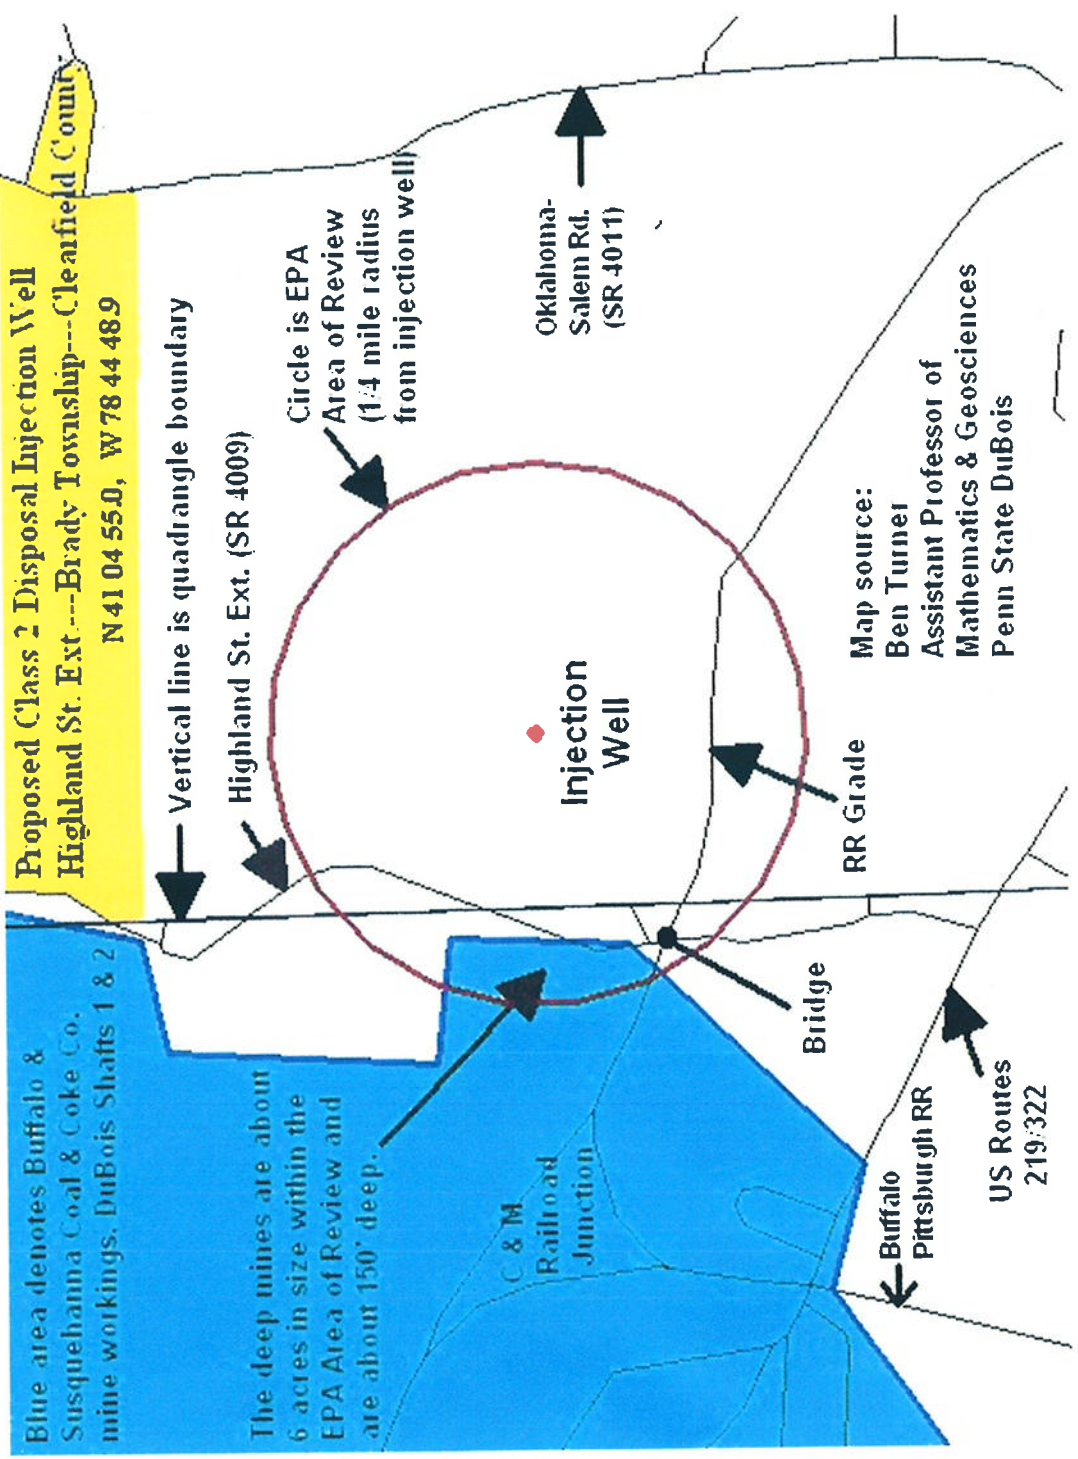 Proposed Class 2 Disposal Injection Well
Highland St. Ext.---Brady Township---Clearfield County
N 41 04 55.0, W 78 44 48.9
Blue area denotes Buffalo &
Susquehanna Coal & Coke Co.
mine workings. DuBois Shafts 1 & 2
Vertical line is quadrangle boundary
Highland St. Ext. (SR 4009)
Circle is EPA
Area of Review
(1/4 mile radius
from injection well)
The deep mines are about
6 acres in size within the
EPA Area of Review and
are about 150' deep.
Oklahoma-
Salem Rd.
(SR 4011)
C & M
Railroad
Junction
Injection
Well
Bridge
RR Grade
Map source:
Ben Turner
Assistant Professor of
Mathematics & Geosciences
Penn State DuBois
Buffalo
Pittsburgh RR
US Routes
219/322